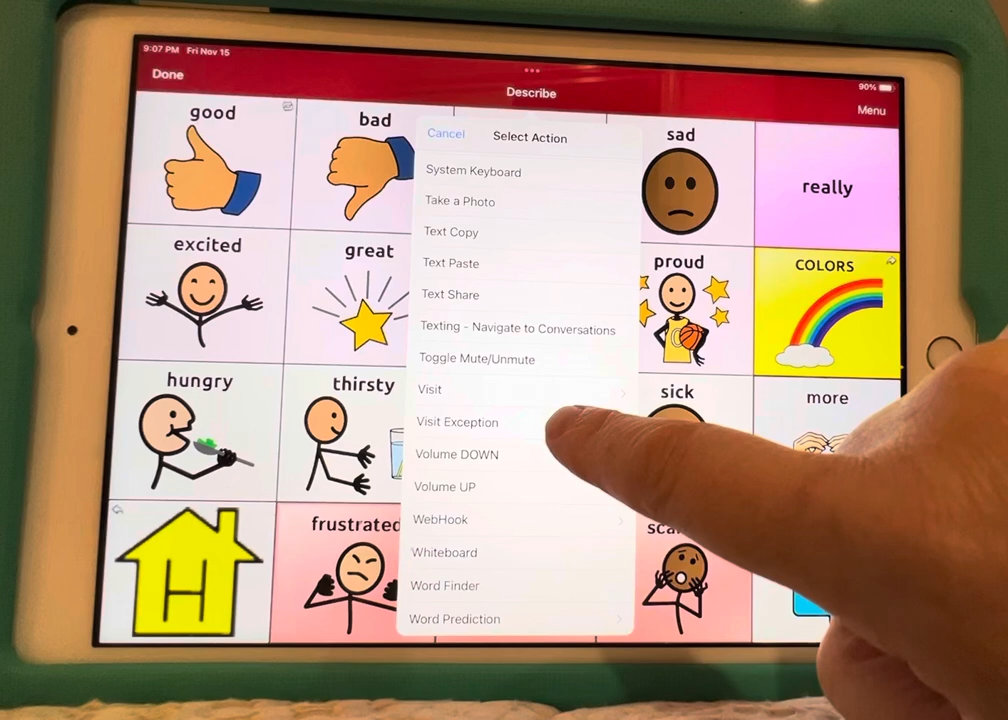 9:07 PM Fri Nov 15
90%
Done
Describe
Menu
good
bad
sad
really
excited
great
proud
COLORS
hungry
thirsty
sick
more
H
frustrated
Cancel
Select Action
System Keyboard
Take a Photo
Text Copy
Text Paste
Text Share
Texting - Navigate to Conversations
Toggle Mute/Unmute
Visit
Visit Exception
Volume DOWN
Volume UP
WebHook
Whiteboard
Word Finder
Word Prediction